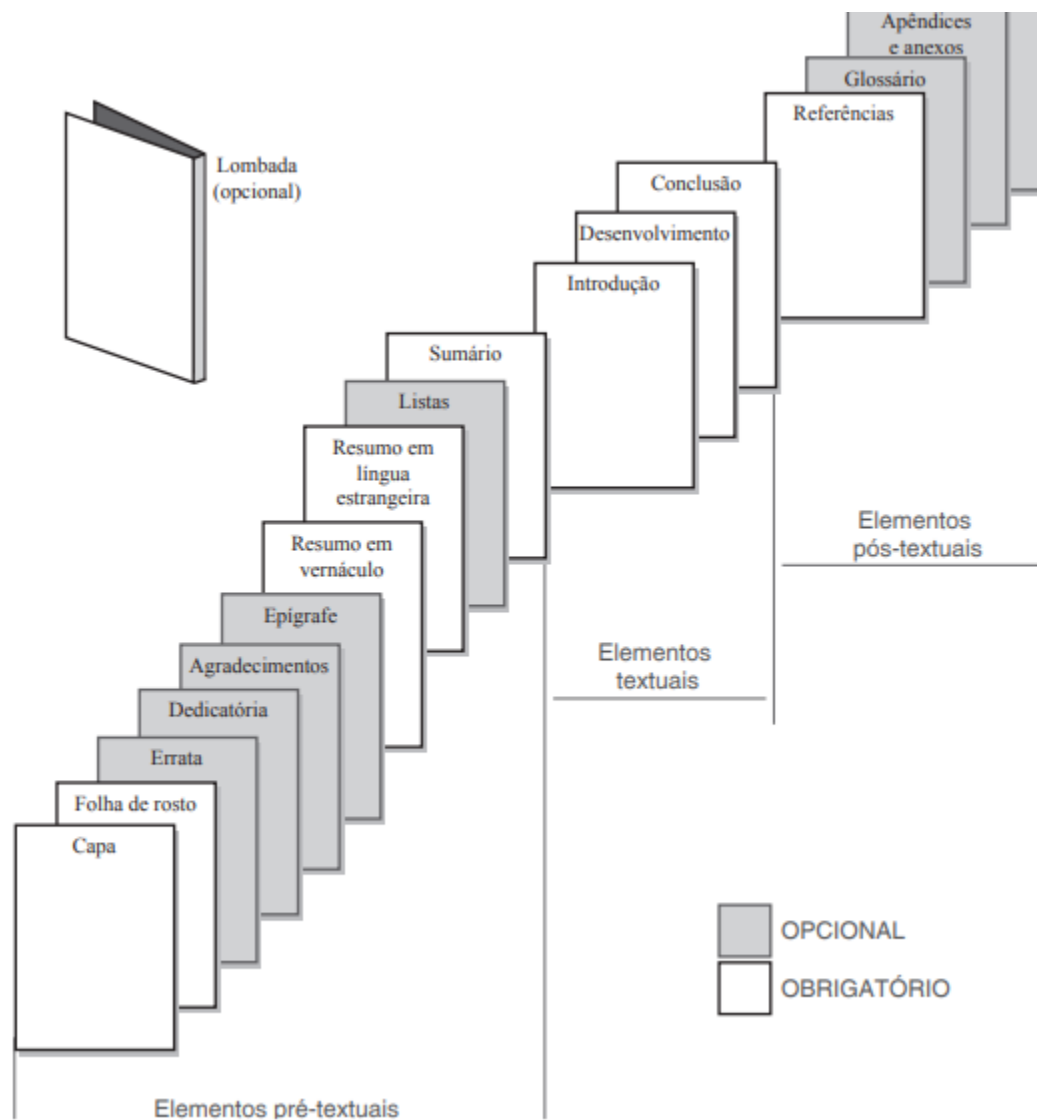 Apêndices
e anexos
Glossário
Referências
Lombada
(opcional)
Conclusão
Desenvolvimento
Introdução
Sumário
Listas
Resumo em
língua
estrangeira
Resumo em
vernáculo
Epígrafe
Agradecimentos
Dedicatória
Errata
Folha de rosto
Capa
Elementos
pós-textuais
Elementos
textuais
OPCIONAL
OBRIGATÓRIO
Elementos pré-textuais